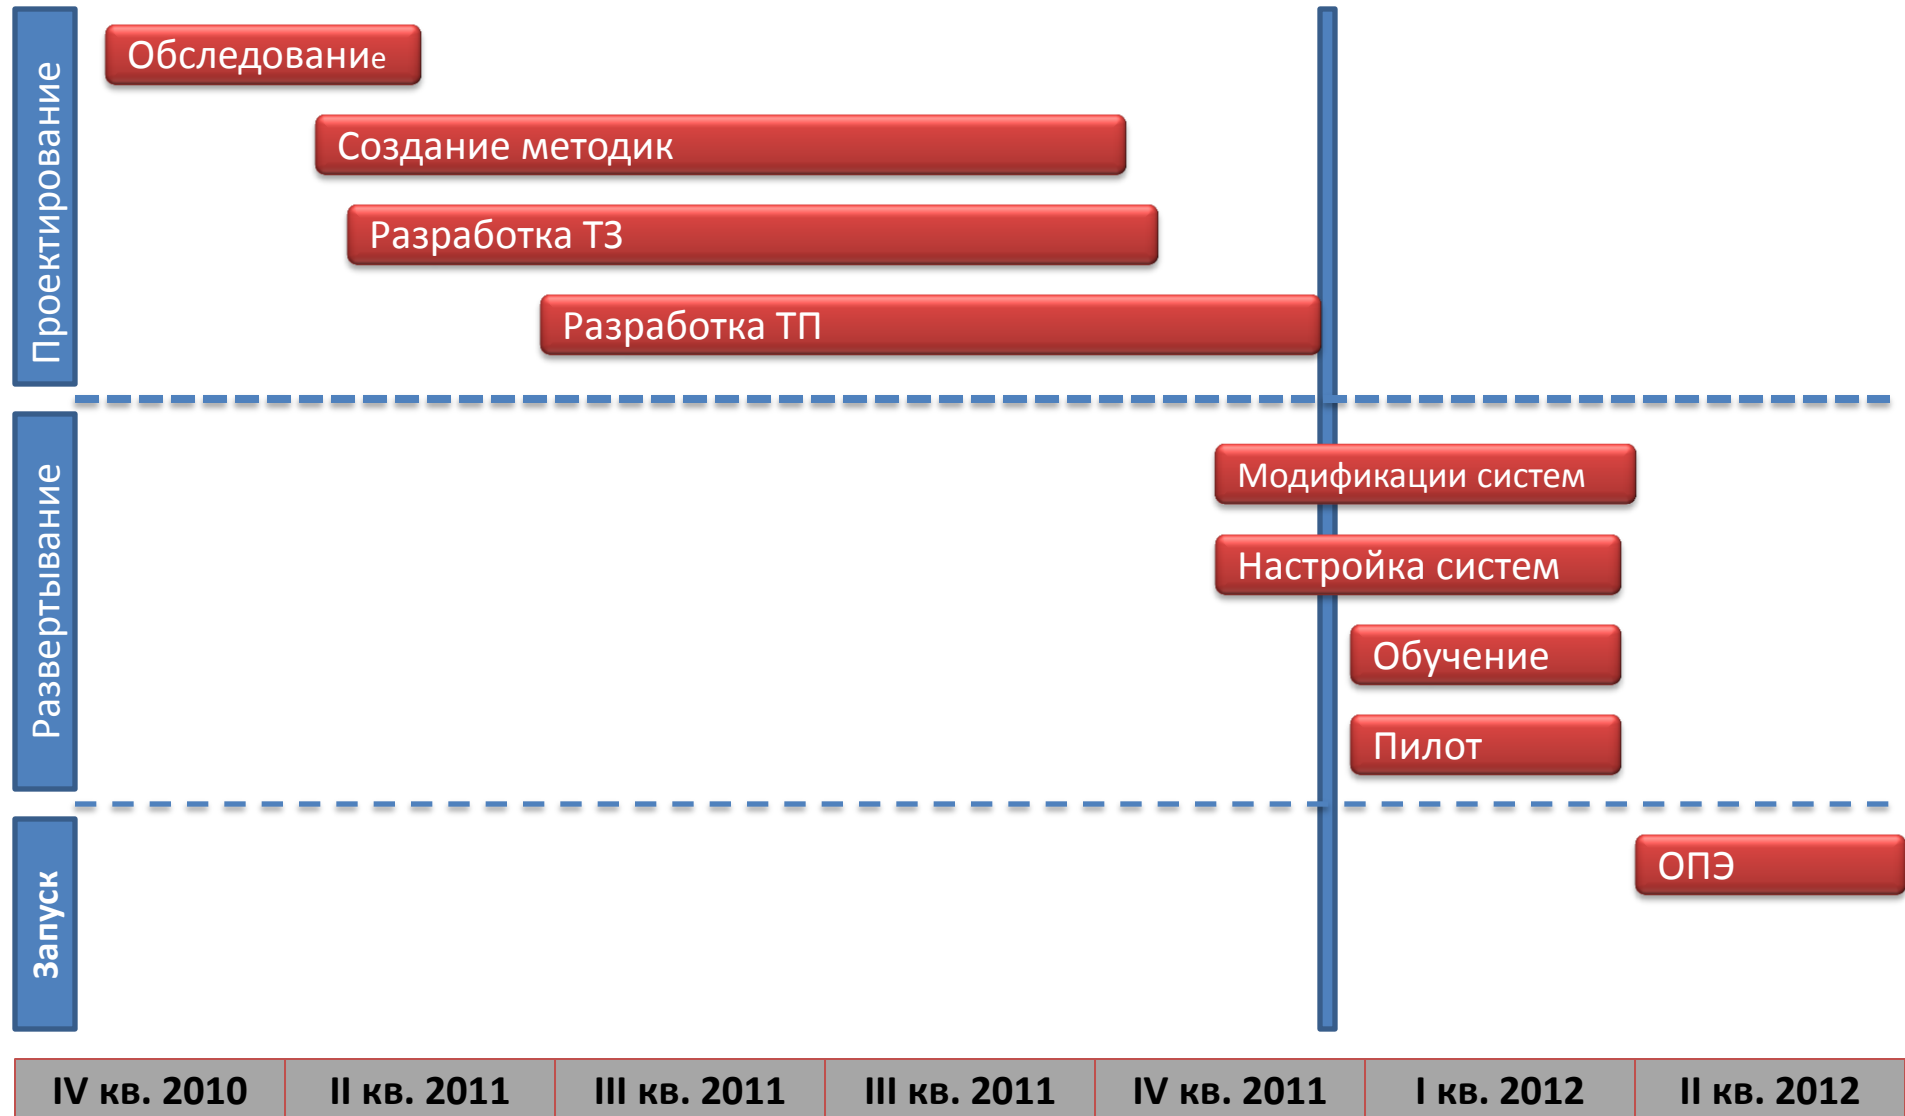 Проектирование
Обследование
Создание методик
Разработка ТЗ
Разработка ТП
Развертывание
Модификации систем
Настройка систем
Обучение
Пилот
Запуск
ОПЭ
IV кв. 2010 II кв. 2011 III кв. 2011 III кв. 2011 IV кв. 2011 I кв. 2012 II кв. 2012